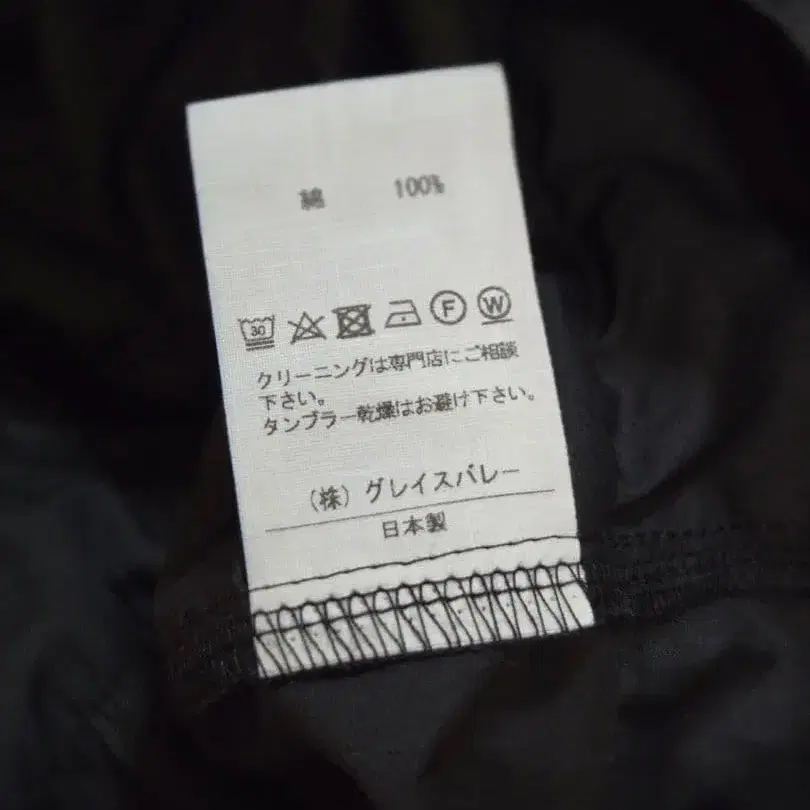 綿 100%
30 F W
クリーニングは専門店にご相談
下さい。
タンブラー乾燥はお避け下さい。
(株) グレイスバレー
日本製